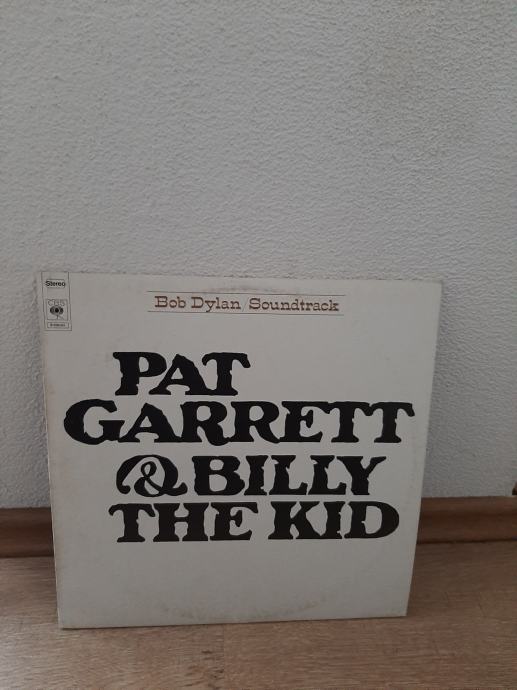 Stereo
CBS
Bob Dylan/Soundtrack
PAT
GARRETT
& BILLY
THE KID